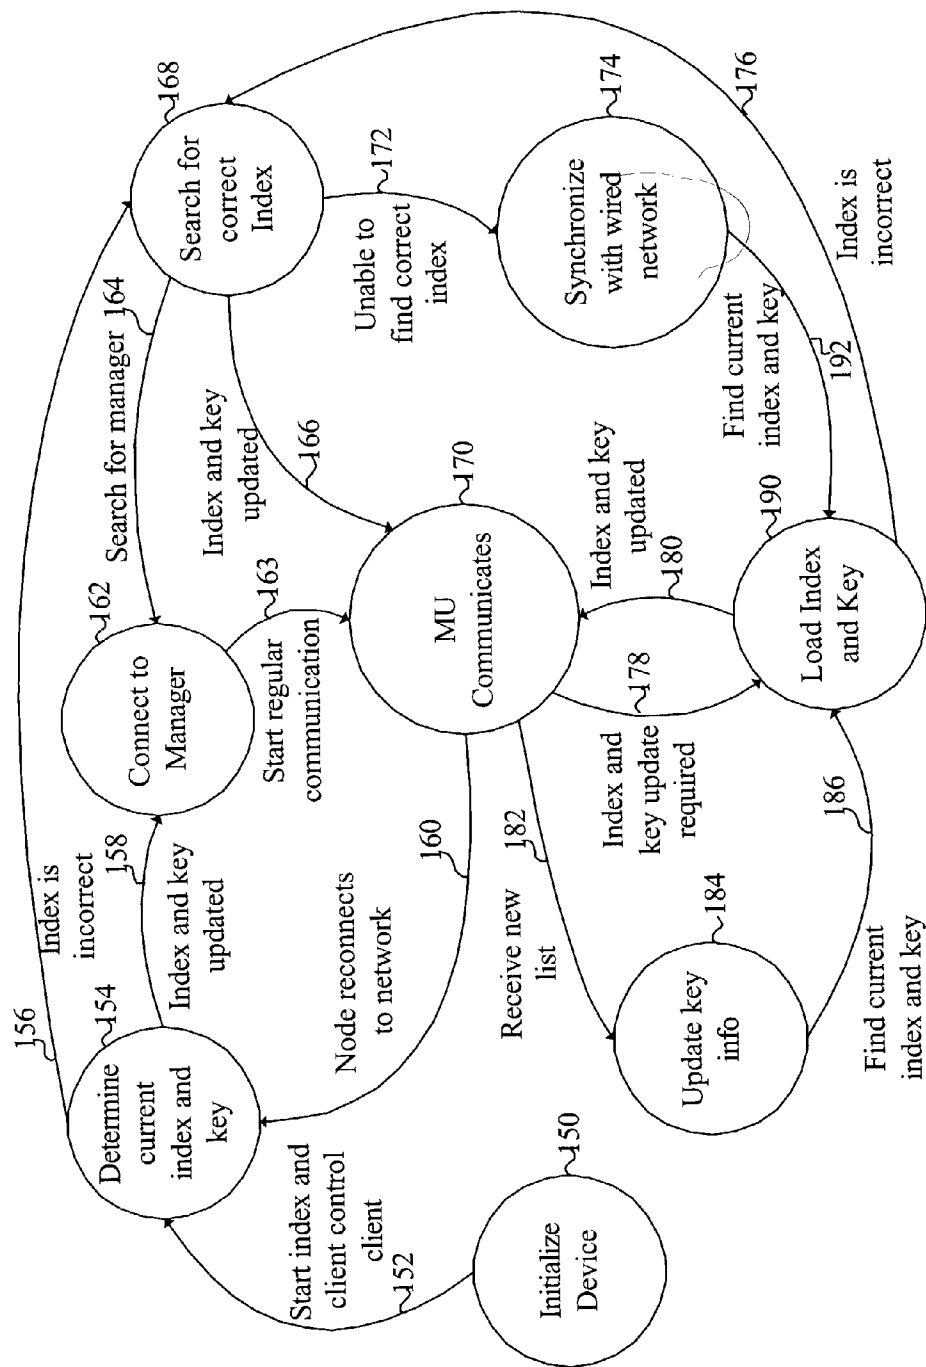 156
Index is
incorrect
154
Determine
current
index and
key
158
Index and key
updated
162
Connect to
Manager
Search for manager
164
168
Search for
correct
Index
163
Start regular
communication
Index and key
updated
166
172
Unable to
find correct
index
174
Synchronize
with wired
network
176
Index is
incorrect
Start index and
client control
client
152
150
Initialize
Device
160
Node reconnects
to network
170
MU
Communicates
182
Receive new
list
184
Update key
info
178
Index and
key update
required
180
Index and key
updated
186
Find current
index and key
190
Load Index
and Key
192
Find current
index and key